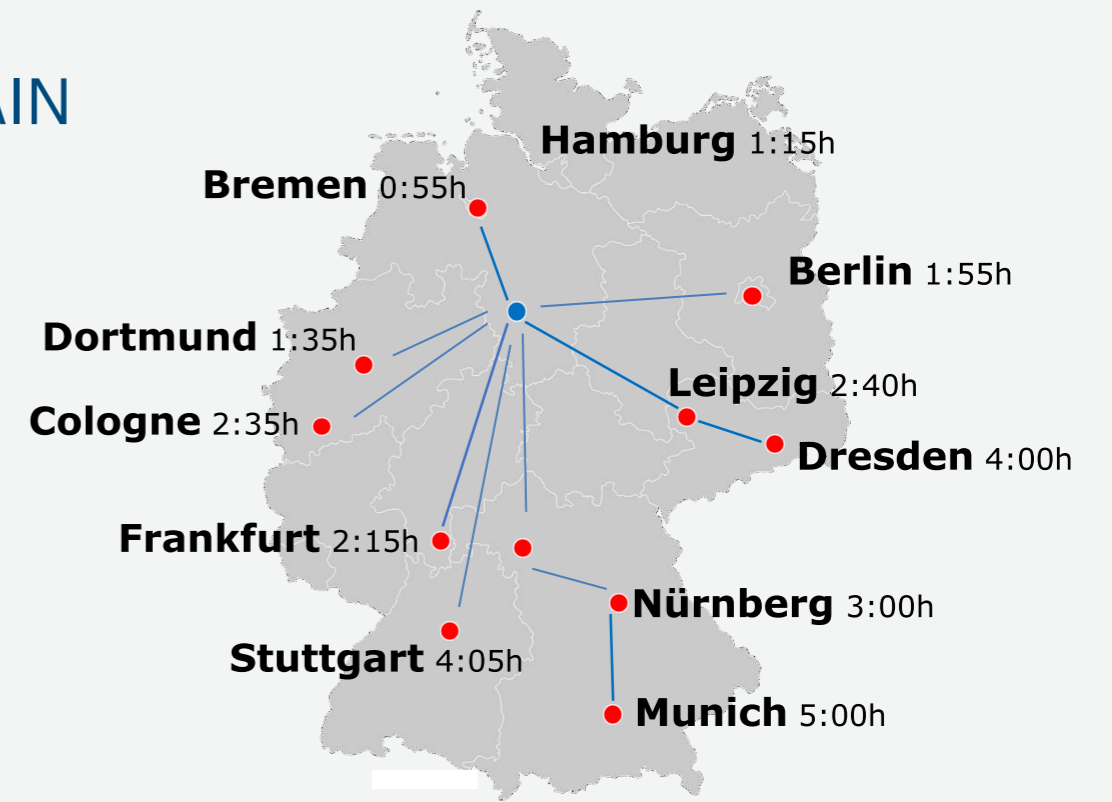 AIN
Hamburg 1:15h
Bremen 0:55h
Berlin 1:55h
Dortmund 1:35h
Leipzig 2:40h
Cologne 2:35h
Dresden 4:00h
Frankfurt 2:15h
Nürnberg 3:00h
Stuttgart 4:05h
Munich 5:00h